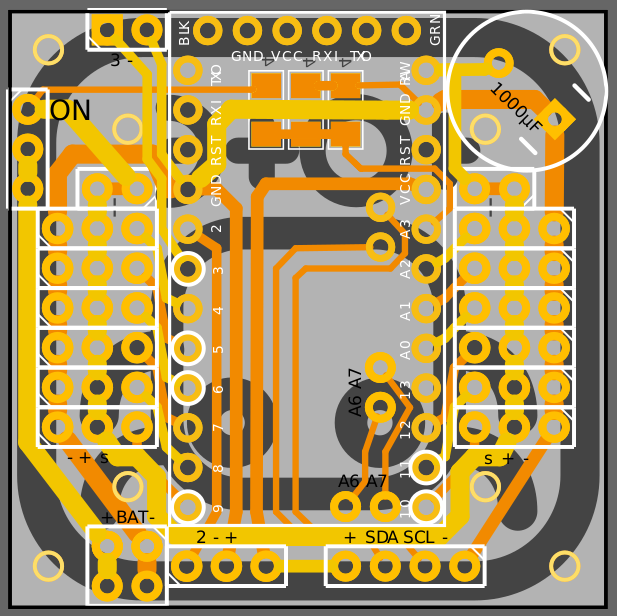 BLK
GND VCC RXI TXO
GRN
3 -
ON
TXO
RXI
RST
GND
2
3
4
5
6
7
8
9
RAW
GND
RST
VCC
A3
A2
A1
A0
13
12
11
10
1000µF
A6 A7
A6 A7
- + s
s + -
+BAT-
2 - +
+ SDA SCL -